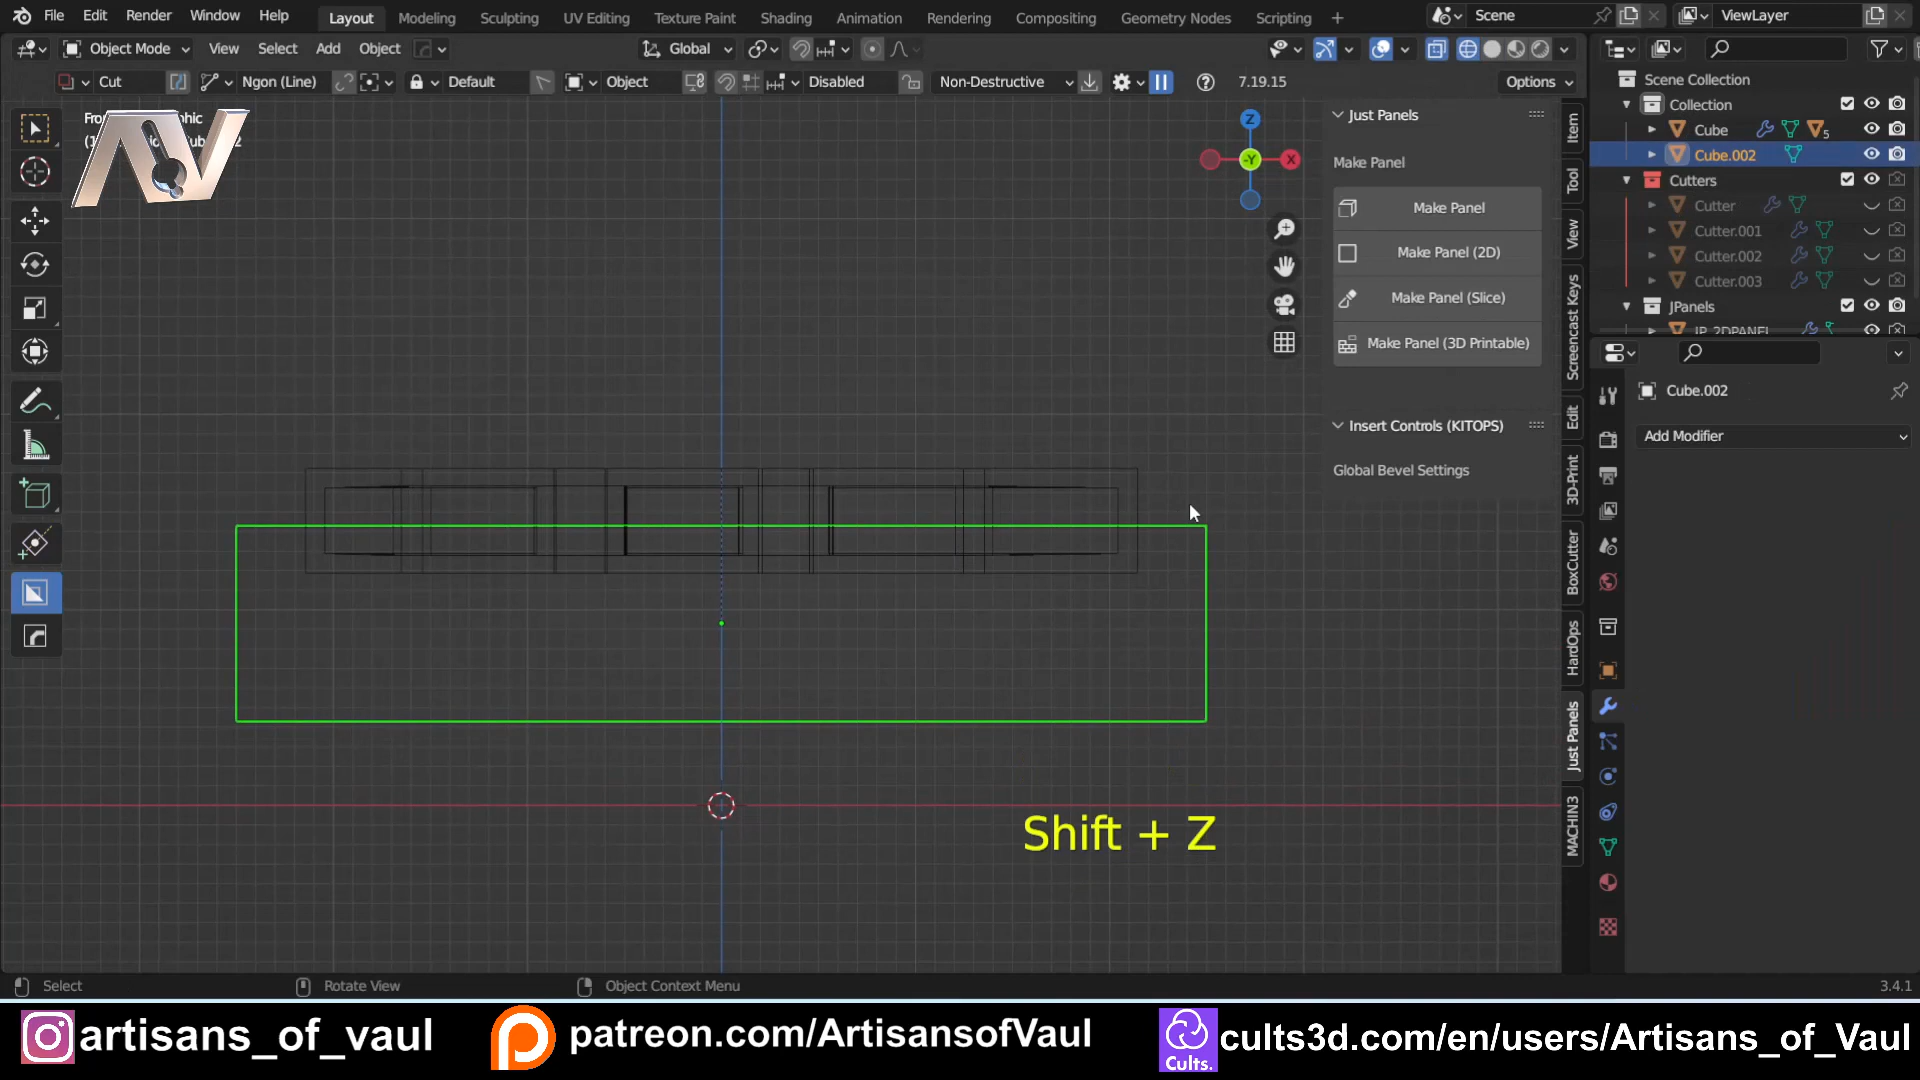 File Edit Render Window Help Layout Modeling Sculpting UV Editing Texture Paint Shading Animation Rendering Compositing Geometry Nodes Scripting + Scene ViewLayer
Object Mode View Select Add Object Global
Cut Ngon (Line) Default Object Disabled Non-Destructive 7.19.15 Options
Z
-Y
X
Just Panels
Make Panel
Make Panel
Make Panel (2D)
Make Panel (Slice)
Make Panel (3D Printable)
Insert Controls (KITOPS)
Global Bevel Settings
Item
Tool
View
Screencast Keys
Edit
3D-Print
BoxCutter
HardOps
Just Panels
MACHIN3
Scene Collection
Collection
Cube 5
Cube.002
Cutters
Cutter
Cutter.001
Cutter.002
Cutter.003
JPanels
JP_2DPANEL
Cube.002
Add Modifier
Shift + Z
Select Rotate View Object Context Menu 3.4.1
artisans_of_vaul patreon.com/ArtisansofVaul Cults. cults3d.com/en/users/Artisans_of_Vaul